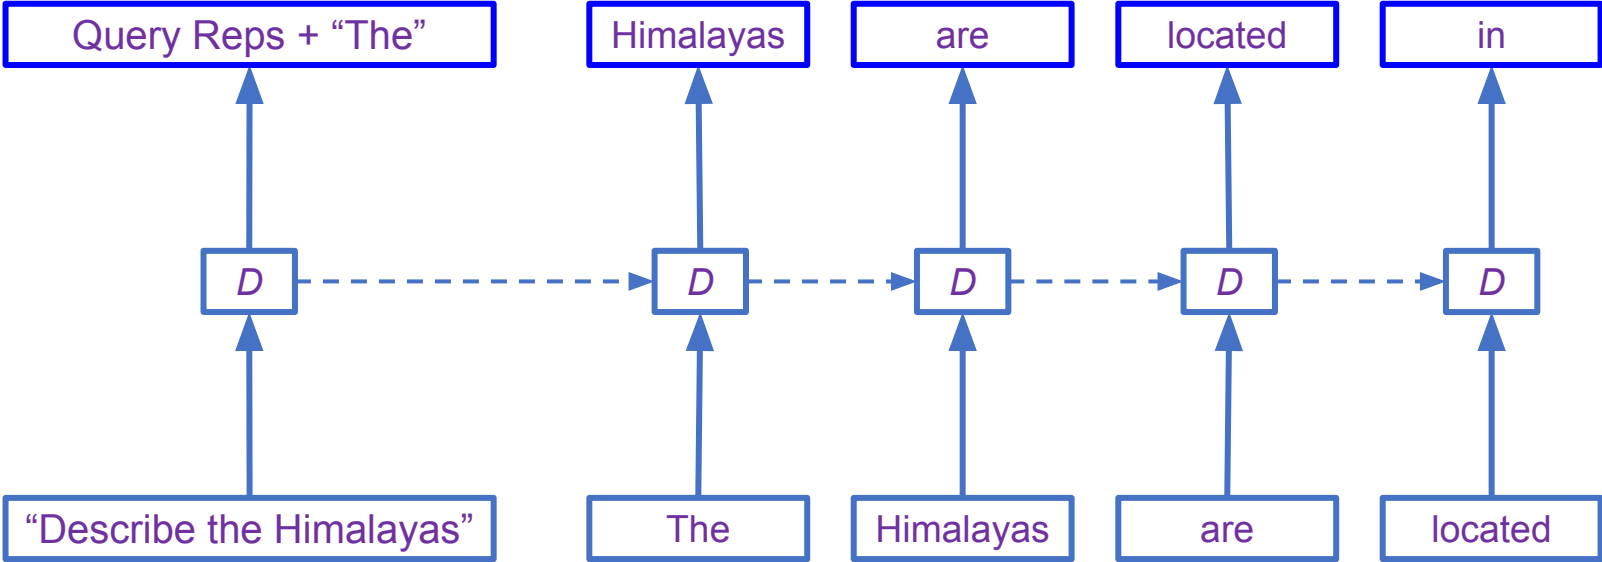 Query Reps + “The”
Himalayas
are
located
in
D
D
D
D
D
“Describe the Himalayas”
The
Himalayas
are
located